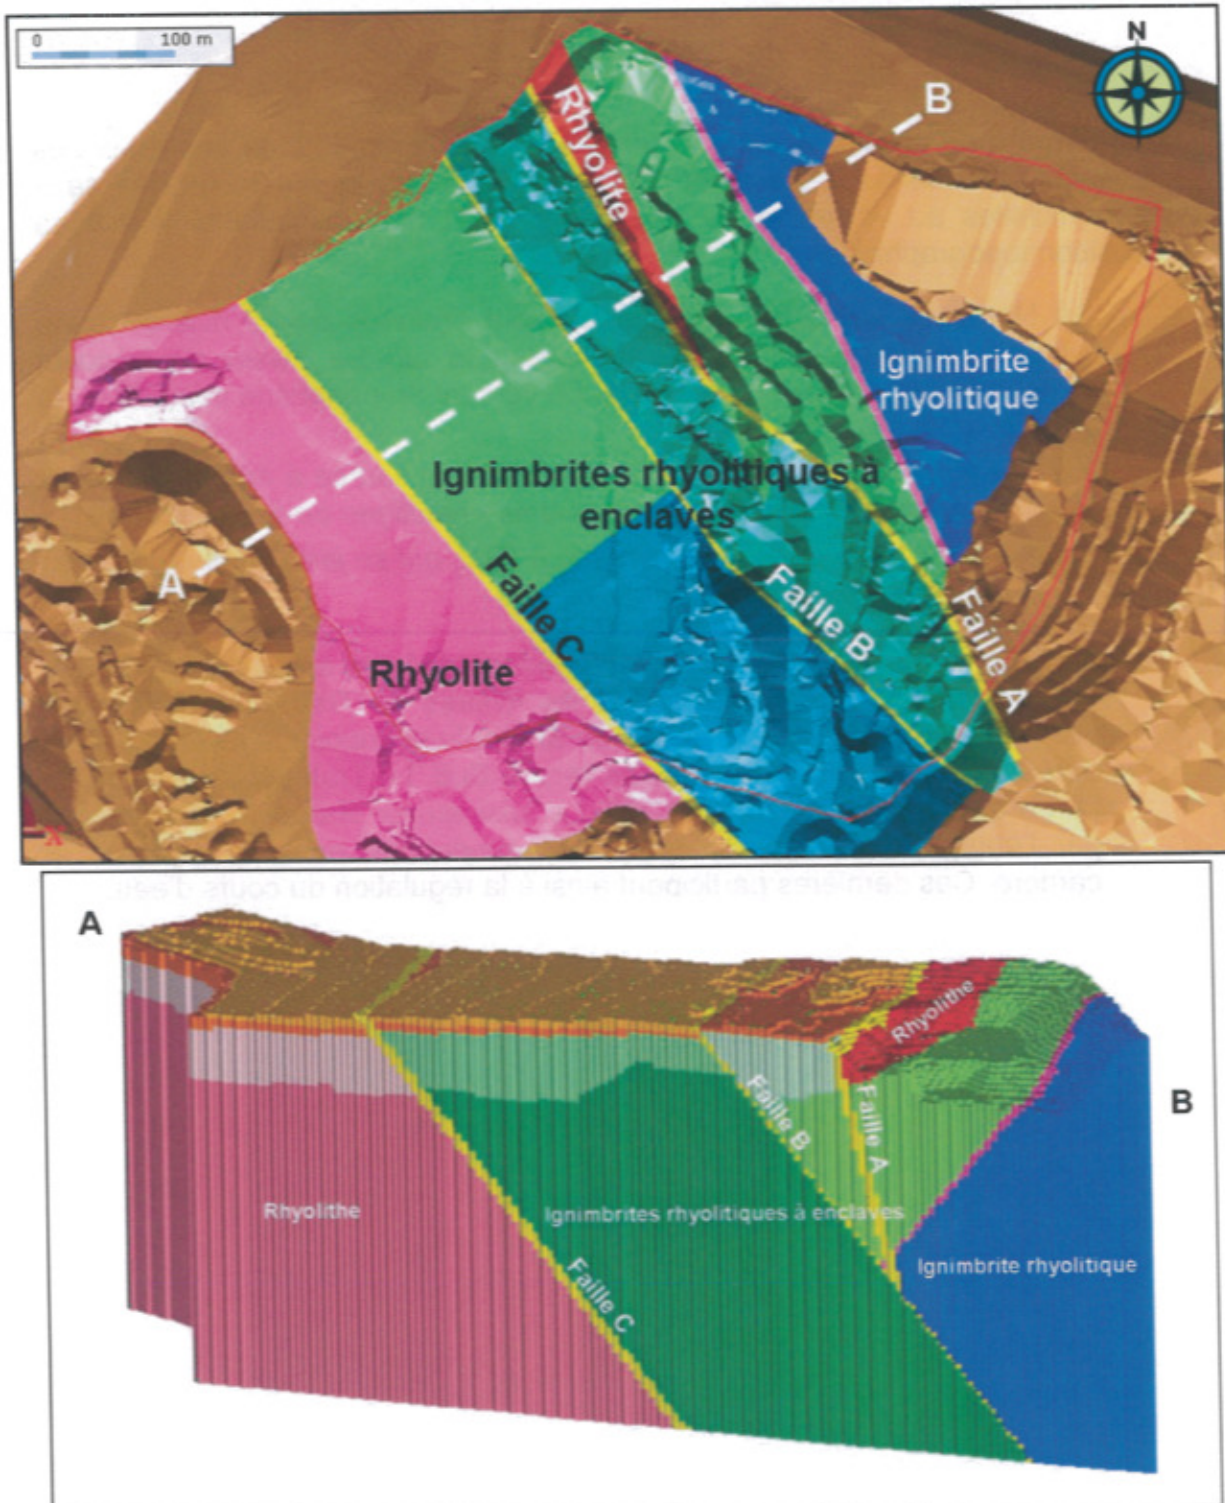 0
100 m
N
B
Rhyolite
Ignimbrite
rhyolitique
Ignimbrites rhyolitiques à
enclaves
A
Faille C
Faille B
Faille A
Rhyolite
X
A
Rhyolithe
B
Faille B
Faille A
Rhyolithe
Ignimbrites rhyolitiques à enclaves
Ignimbrite rhyolitique
Faille C